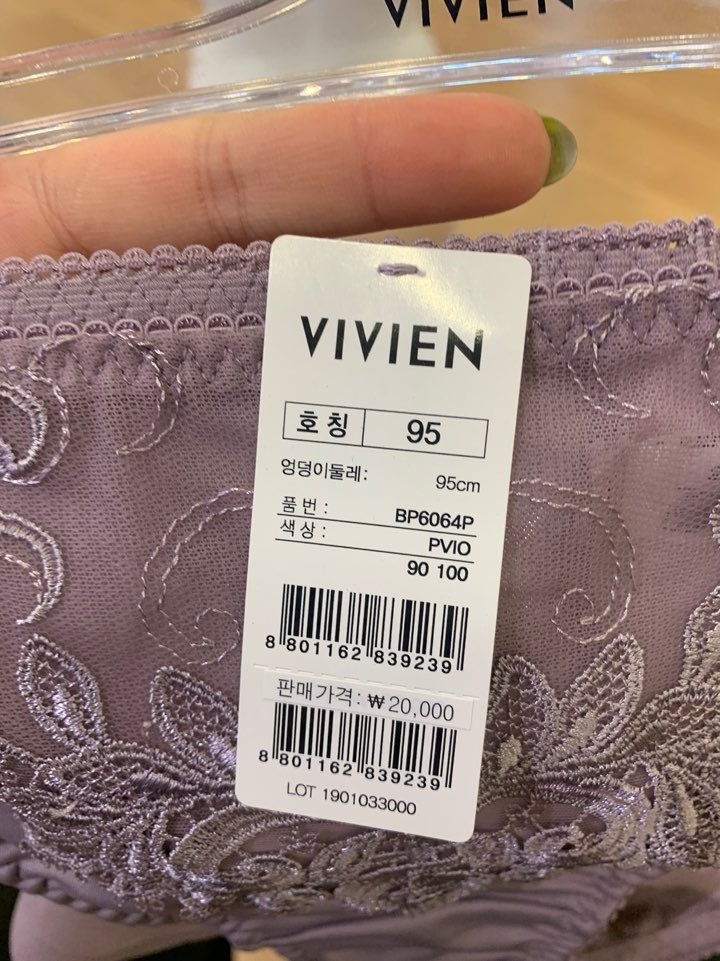 VIVIEN
VIVIEN
호칭 95
엉덩이둘레: 95cm
품번 : BP6064P
색상 : PVIO
90 100
8 801162 839239
판매가격: ₩20,000
8 801162 839239
LOT 1901033000